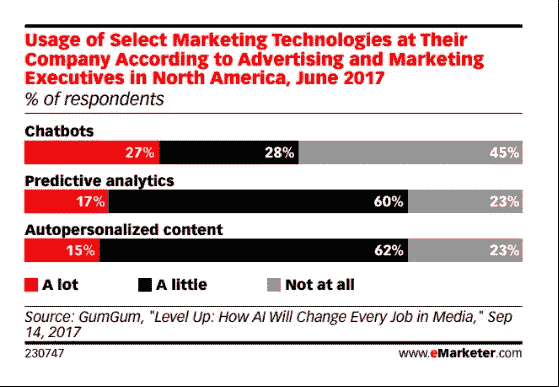 Usage of Select Marketing Technologies at Their
Company According to Advertising and Marketing
Executives in North America, June 2017
% of respondents
Chatbots
27% 28% 45%
Predictive analytics
17% 60% 23%
Autopersonalized content
15% 62% 23%
A lot A little Not at all
Source: GumGum, "Level Up: How AI Will Change Every Job in Media," Sep
14, 2017
230747 www.eMarketer.com